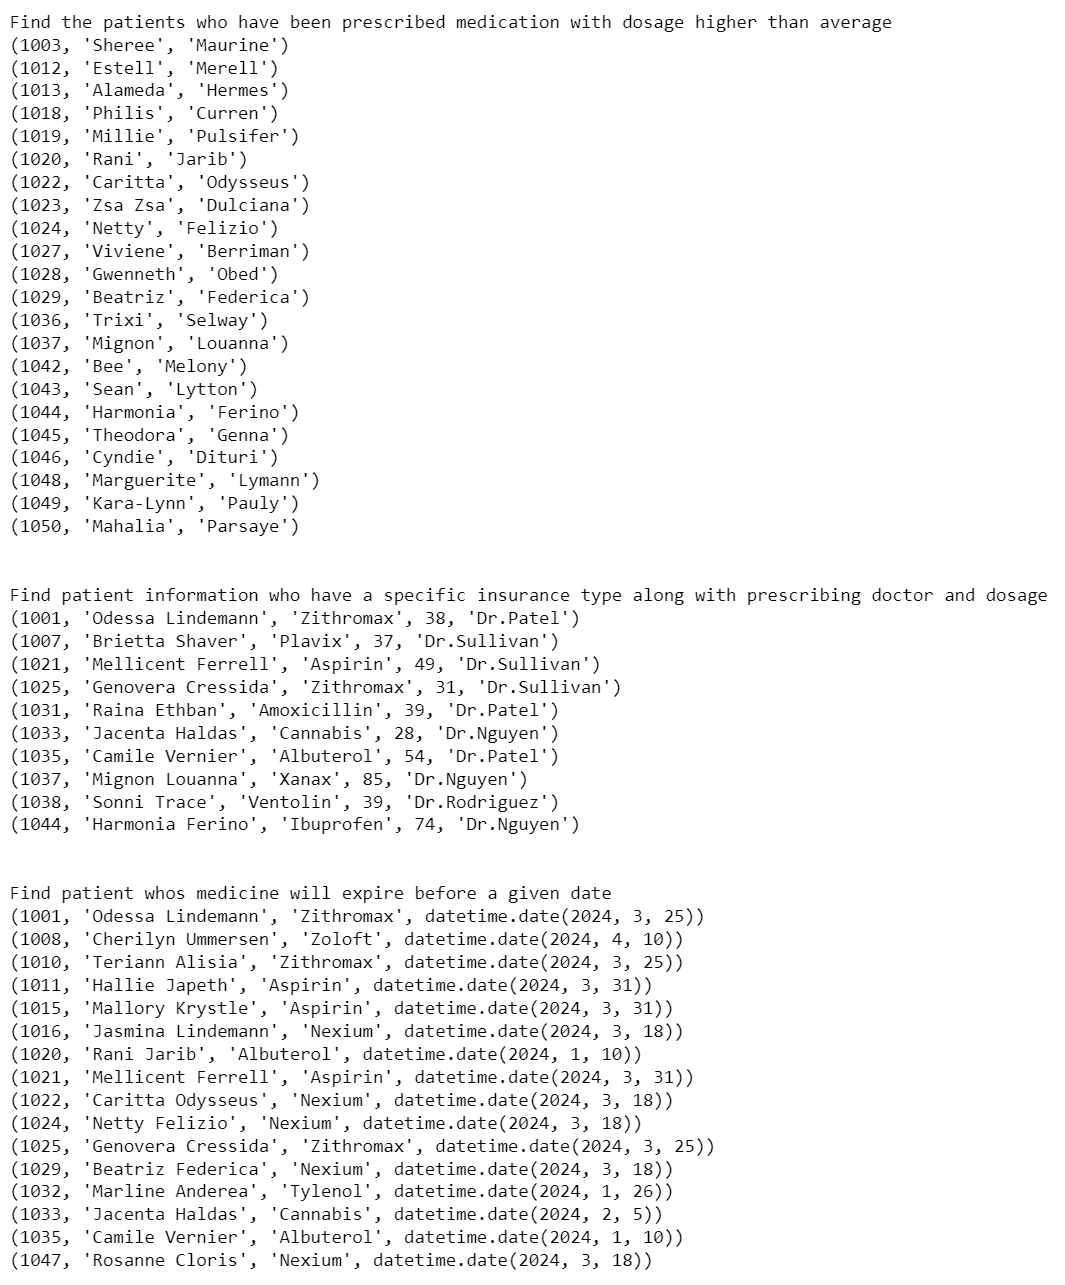 Find the patients who have been prescribed medication with dosage higher than average
(1003, 'Sheree', 'Maurine')
(1012, 'Estell', 'Merell')
(1013, 'Alameda', 'Hermes')
(1018, 'Philis', 'Curren')
(1019, 'Millie', 'Pulsifer')
(1020, 'Rani', 'Jarib')
(1022, 'Caritta', 'Odysseus')
(1023, 'Zsa Zsa', 'Dulciana')
(1024, 'Netty', 'Felizio')
(1027, 'Viviene', 'Berriman')
(1028, 'Gwenneth', 'Obed')
(1029, 'Beatriz', 'Federica')
(1036, 'Trixi', 'Selway')
(1037, 'Mignon', 'Louanna')
(1042, 'Bee', 'Melony')
(1043, 'Sean', 'Lytton')
(1044, 'Harmonia', 'Ferino')
(1045, 'Theodora', 'Genna')
(1046, 'Cyndie', 'Dituri')
(1048, 'Marguerite', 'Lymann')
(1049, 'Kara-Lynn', 'Pauly')
(1050, 'Mahalia', 'Parsaye')
Find patient information who have a specific insurance type along with prescribing doctor and dosage
(1001, 'Odessa Lindemann', 'Zithromax', 38, 'Dr.Patel')
(1007, 'Brietta Shaver', 'Plavix', 37, 'Dr.Sullivan')
(1021, 'Mellicent Ferrell', 'Aspirin', 49, 'Dr.Sullivan')
(1025, 'Genovera Cressida', 'Zithromax', 31, 'Dr.Sullivan')
(1031, 'Raina Ethban', 'Amoxicillin', 39, 'Dr.Patel')
(1033, 'Jacenta Haldas', 'Cannabis', 28, 'Dr.Nguyen')
(1035, 'Camile Vernier', 'Albuterol', 54, 'Dr.Patel')
(1037, 'Mignon Louanna', 'Xanax', 85, 'Dr.Nguyen')
(1038, 'Sonni Trace', 'Ventolin', 39, 'Dr.Rodriguez')
(1044, 'Harmonia Ferino', 'Ibuprofen', 74, 'Dr.Nguyen')
Find patient whos medicine will expire before a given date
(1001, 'Odessa Lindemann', 'Zithromax', datetime.date(2024, 3, 25))
(1008, 'Cherilyn Ummersen', 'Zoloft', datetime.date(2024, 4, 10))
(1010, 'Teriann Alisia', 'Zithromax', datetime.date(2024, 3, 25))
(1011, 'Hallie Japeth', 'Aspirin', datetime.date(2024, 3, 31))
(1015, 'Mallory Krystle', 'Aspirin', datetime.date(2024, 3, 31))
(1016, 'Jasmina Lindemann', 'Nexium', datetime.date(2024, 3, 18))
(1020, 'Rani Jarib', 'Albuterol', datetime.date(2024, 1, 10))
(1021, 'Mellicent Ferrell', 'Aspirin', datetime.date(2024, 3, 31))
(1022, 'Caritta Odysseus', 'Nexium', datetime.date(2024, 3, 18))
(1024, 'Netty Felizio', 'Nexium', datetime.date(2024, 3, 18))
(1025, 'Genovera Cressida', 'Zithromax', datetime.date(2024, 3, 25))
(1029, 'Beatriz Federica', 'Nexium', datetime.date(2024, 3, 18))
(1032, 'Marline Anderea', 'Tylenol', datetime.date(2024, 1, 26))
(1033, 'Jacenta Haldas', 'Cannabis', datetime.date(2024, 2, 5))
(1035, 'Camile Vernier', 'Albuterol', datetime.date(2024, 1, 10))
(1047, 'Rosanne Cloris', 'Nexium', datetime.date(2024, 3, 18))